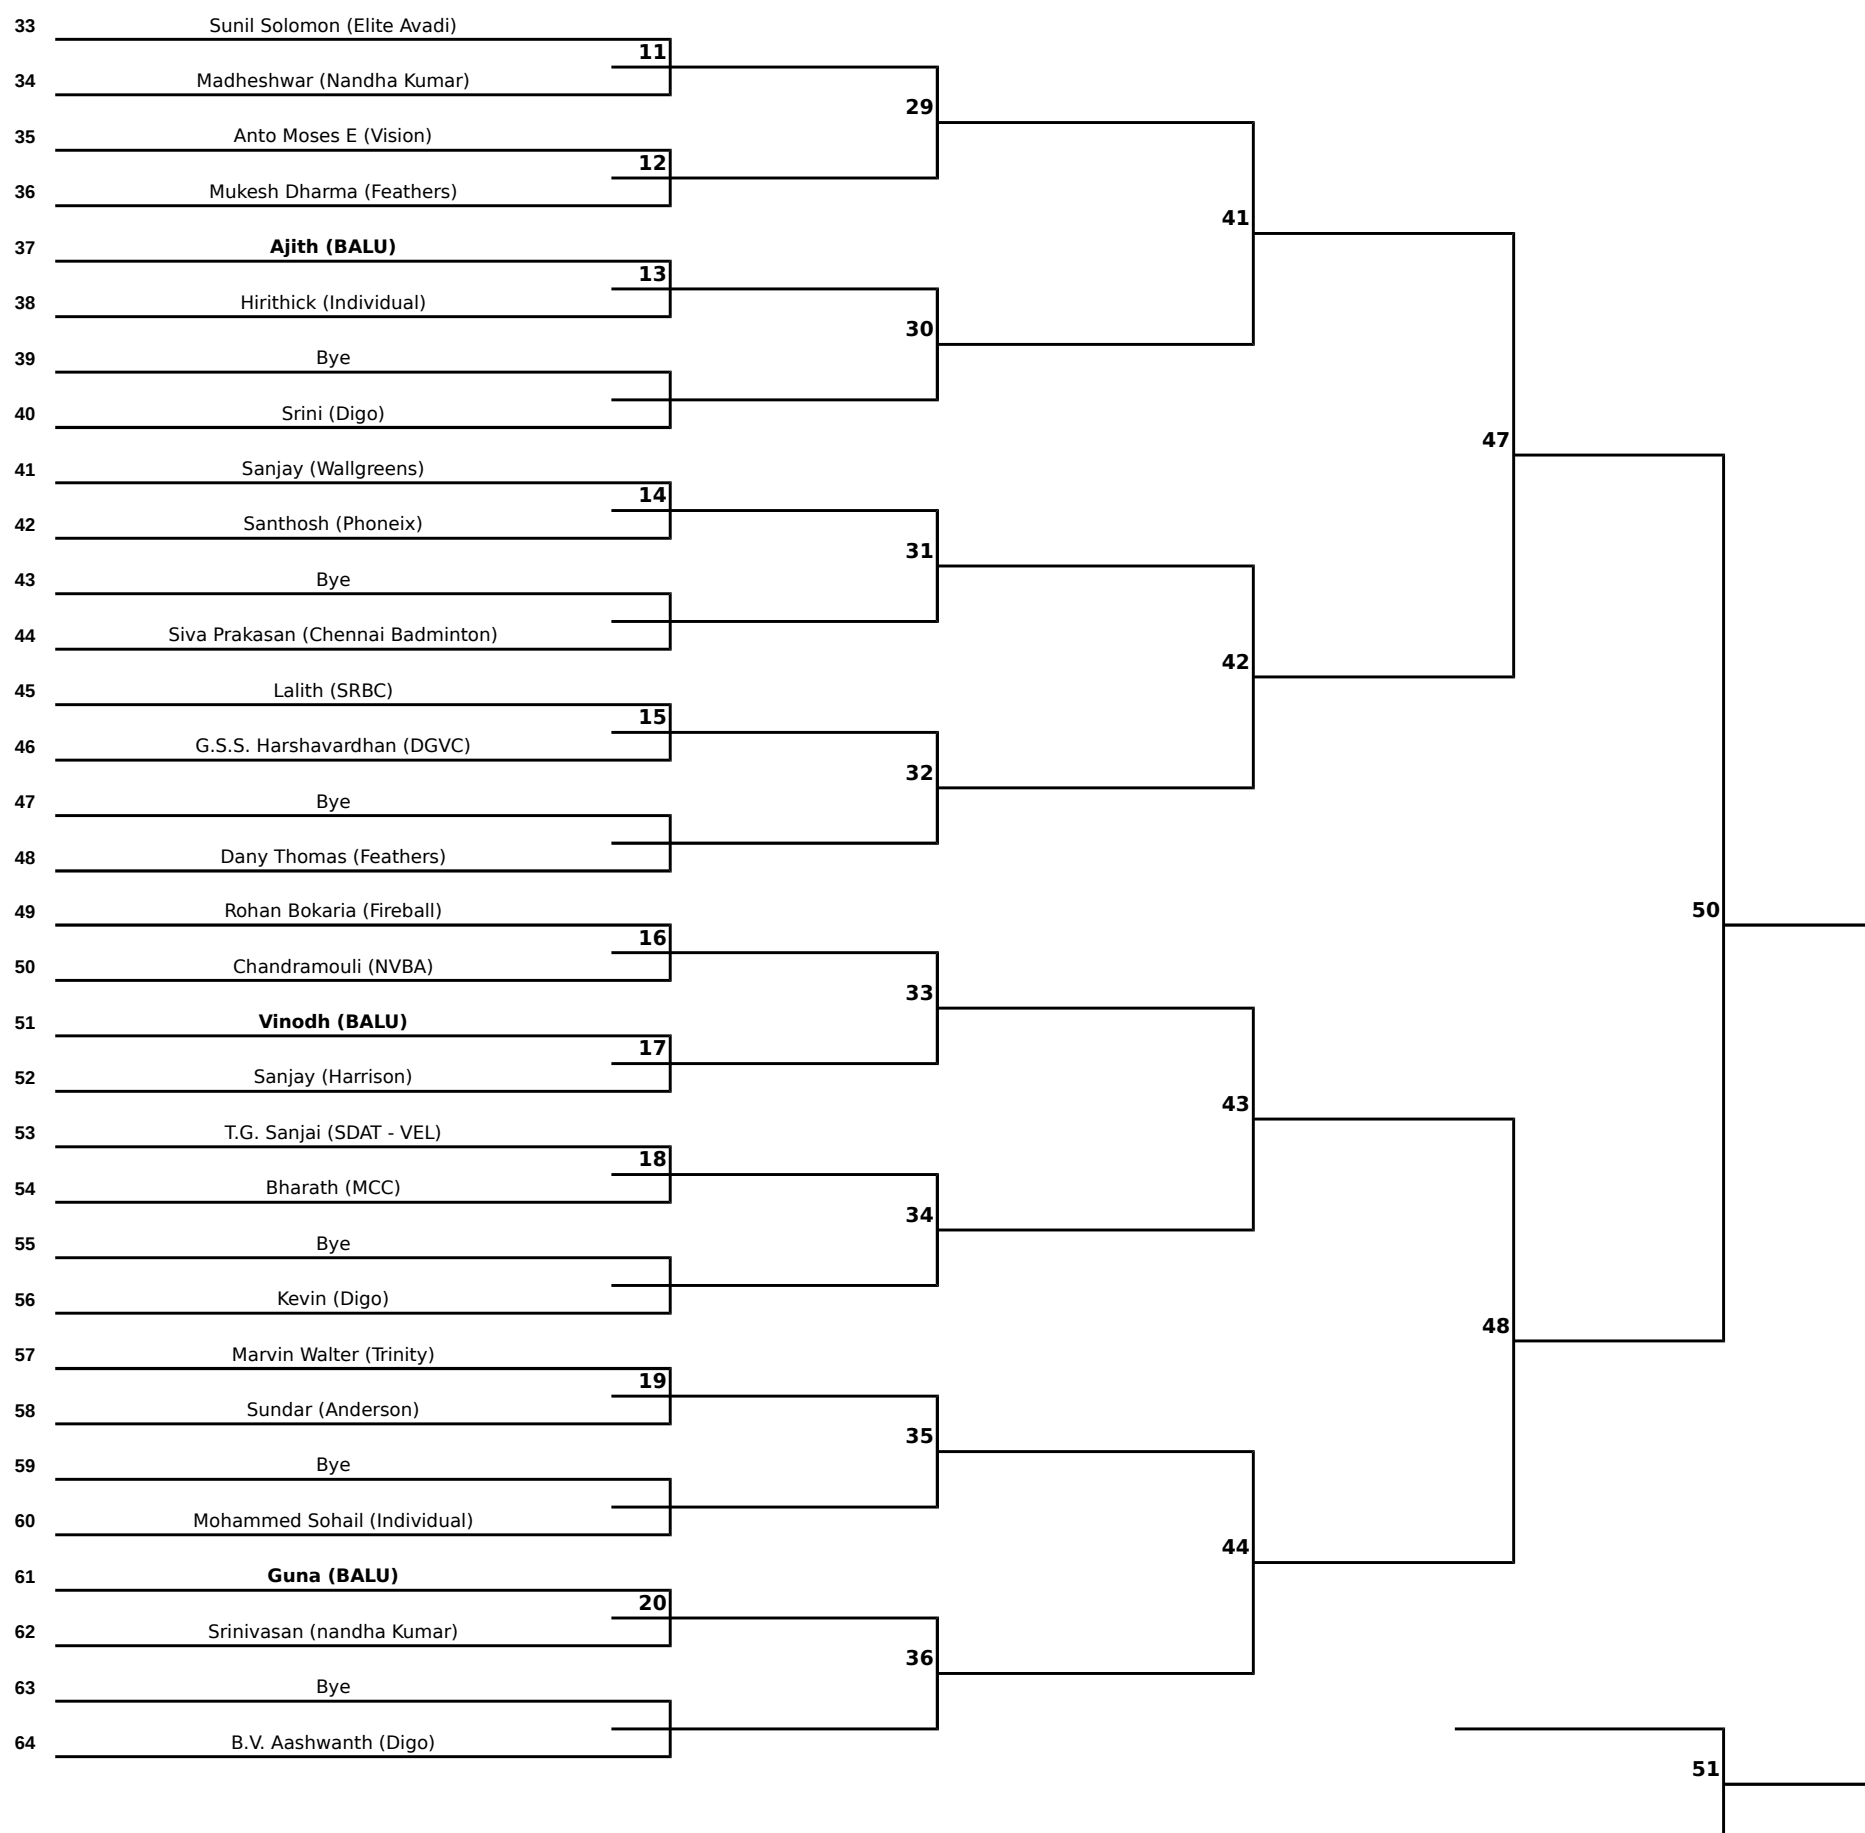 33 Sunil Solomon (Elite Avadi)
11
34 Madheshwar (Nandha Kumar)
29
35 Anto Moses E (Vision)
12
36 Mukesh Dharma (Feathers)
41
37 Ajith (BALU)
13
38 Hirithick (Individual)
30
39 Bye
40 Srini (Digo)
47
41 Sanjay (Wallgreens)
14
42 Santhosh (Phoneix)
31
43 Bye
44 Siva Prakasan (Chennai Badminton)
42
45 Lalith (SRBC)
15
46 G.S.S. Harshavardhan (DGVC)
32
47 Bye
48 Dany Thomas (Feathers)
49 Rohan Bokaria (Fireball)
50
16
50 Chandramouli (NVBA)
33
51 Vinodh (BALU)
17
52 Sanjay (Harrison)
43
53 T.G. Sanjai (SDAT - VEL)
18
54 Bharath (MCC)
34
55 Bye
56 Kevin (Digo)
48
57 Marvin Walter (Trinity)
19
58 Sundar (Anderson)
35
59 Bye
60 Mohammed Sohail (Individual)
44
61 Guna (BALU)
20
62 Srinivasan (nandha Kumar)
36
63 Bye
64 B.V. Aashwanth (Digo)
51